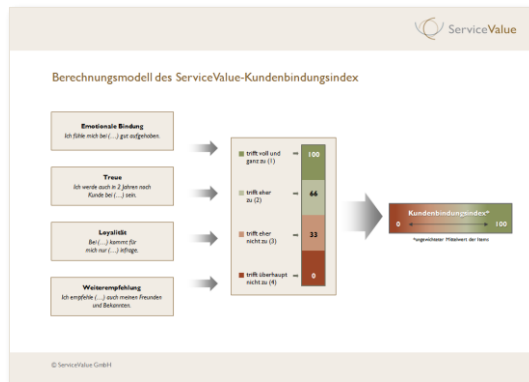 ServiceValue
Berechnungsmodell des ServiceValue-Kundenbindungsindex
Emotionale Bindung
Ich fühle mich bei (…) gut aufgehoben.
Treue
Ich werde auch in 2 Jahren noch
Kunde bei (…) sein.
Loyalität
Bei (…) kommt für
mich nur (…) infrage.
Weiterempfehlung
Ich empfehle (…) auch meinen Freunden
und Bekannten.
trifft voll und
ganz zu (1)
100
trifft eher
zu (2)
66
trifft eher
nicht zu (3)
33
trifft überhaupt
nicht zu (4)
0
Kundenbindungsindex*
0
100
*ungewichteter Mittelwert der Items
© ServiceValue GmbH